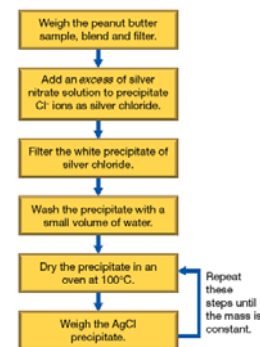 Weigh the peanut butter
sample, blend and filter.
Add an excess of silver
nitrate solution to precipitate
Cl⁻ ions as silver chloride.
Filter the white precipitate of
silver chloride.
Wash the precipitate with a
small volume of water.
Dry the precipitate in an
oven at 100°C.
Weigh the AgCl
precipitate.
Repeat
these
steps until
the mass is
constant.